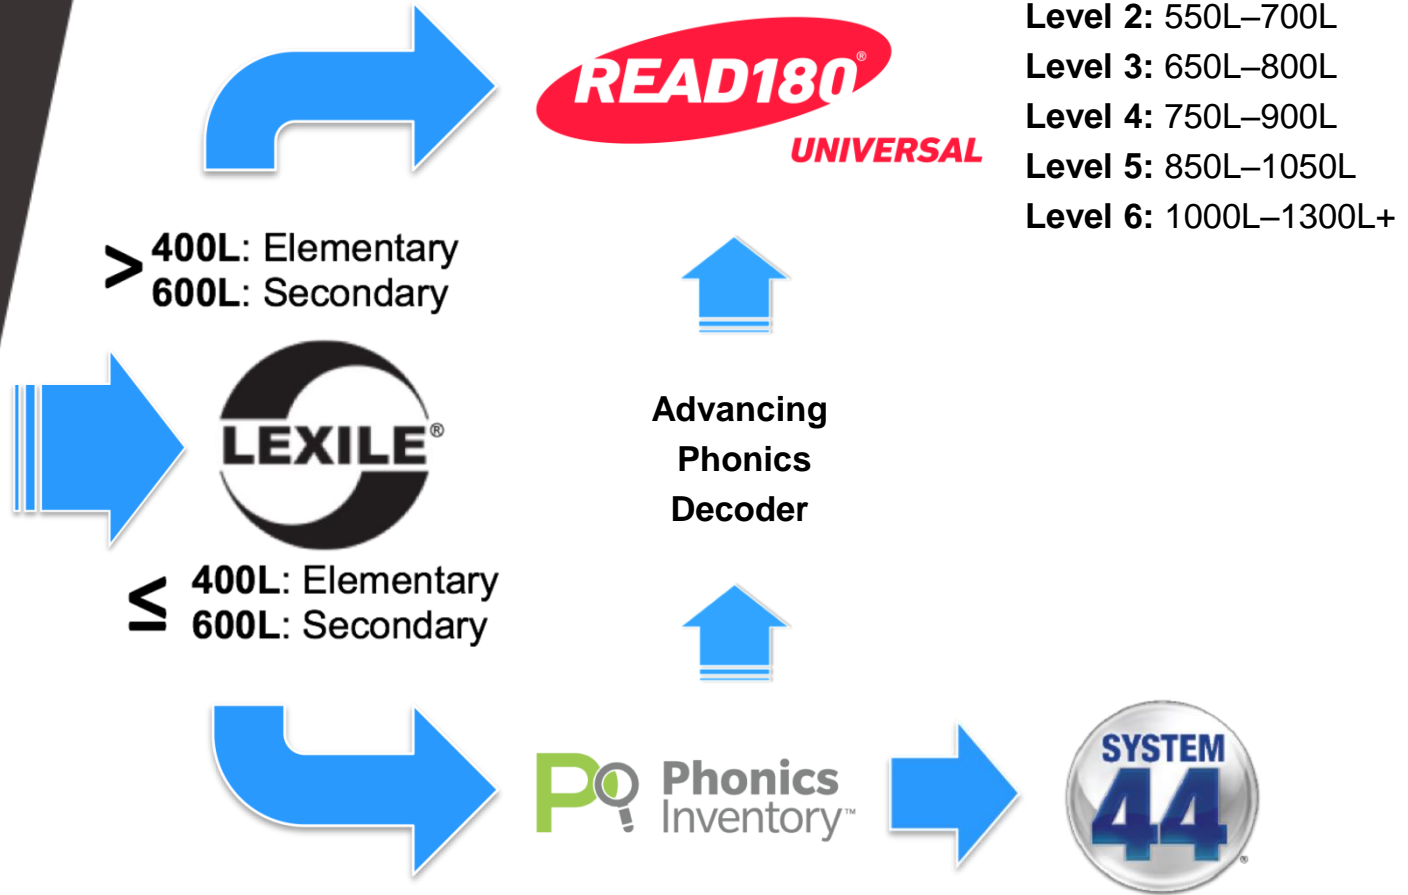 READ180®
UNIVERSAL
Level 2: 550L–700L
Level 3: 650L–800L
Level 4: 750L–900L
Level 5: 850L–1050L
Level 6: 1000L–1300L+
> 400L: Elementary
600L: Secondary
LEXILE®
≤ 400L: Elementary
600L: Secondary
Advancing
Phonics
Decoder
Phonics
Inventory™
SYSTEM
44®